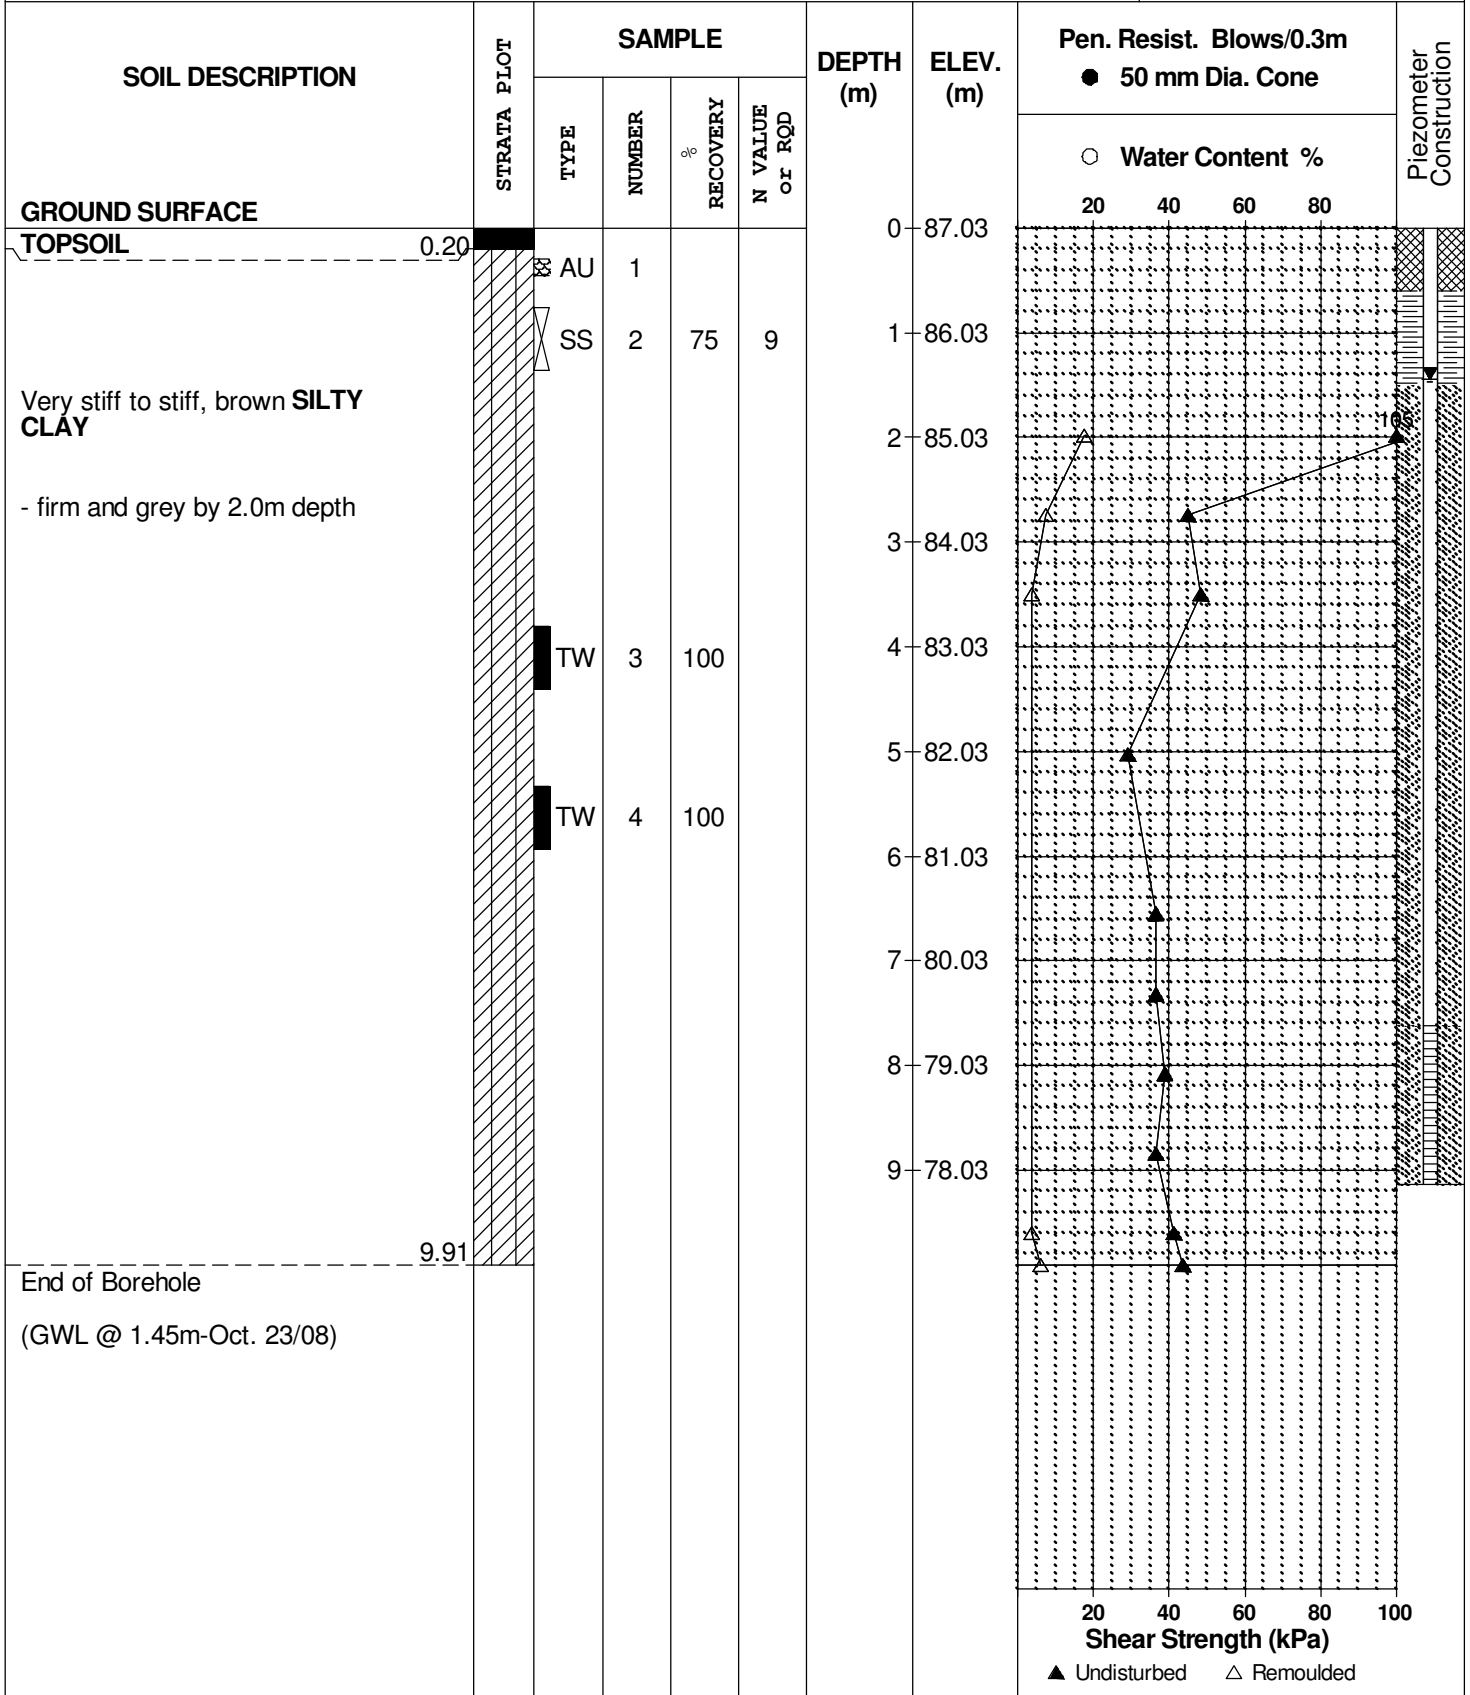 SOIL DESCRIPTION
GROUND SURFACE
STRATA PLOT
SAMPLE
TYPE
NUMBER
%
RECOVERY
N VALUE
or RQD
DEPTH
(m)
ELEV.
(m)
Pen. Resist. Blows/0.3m
● 50 mm Dia. Cone
○ Water Content %
20 40 60 80
Piezometer
Construction
0 87.03
TOPSOIL 0.20
AU 1
SS 2 75 9
1 86.03
Very stiff to stiff, brown SILTY
CLAY
105
2 85.03
- firm and grey by 2.0m depth
3 84.03
TW 3 100
4 83.03
5 82.03
TW 4 100
6 81.03
7 80.03
8 79.03
9 78.03
9.91
End of Borehole
(GWL @ 1.45m-Oct. 23/08)
20 40 60 80 100
Shear Strength (kPa)
▲ Undisturbed △ Remoulded